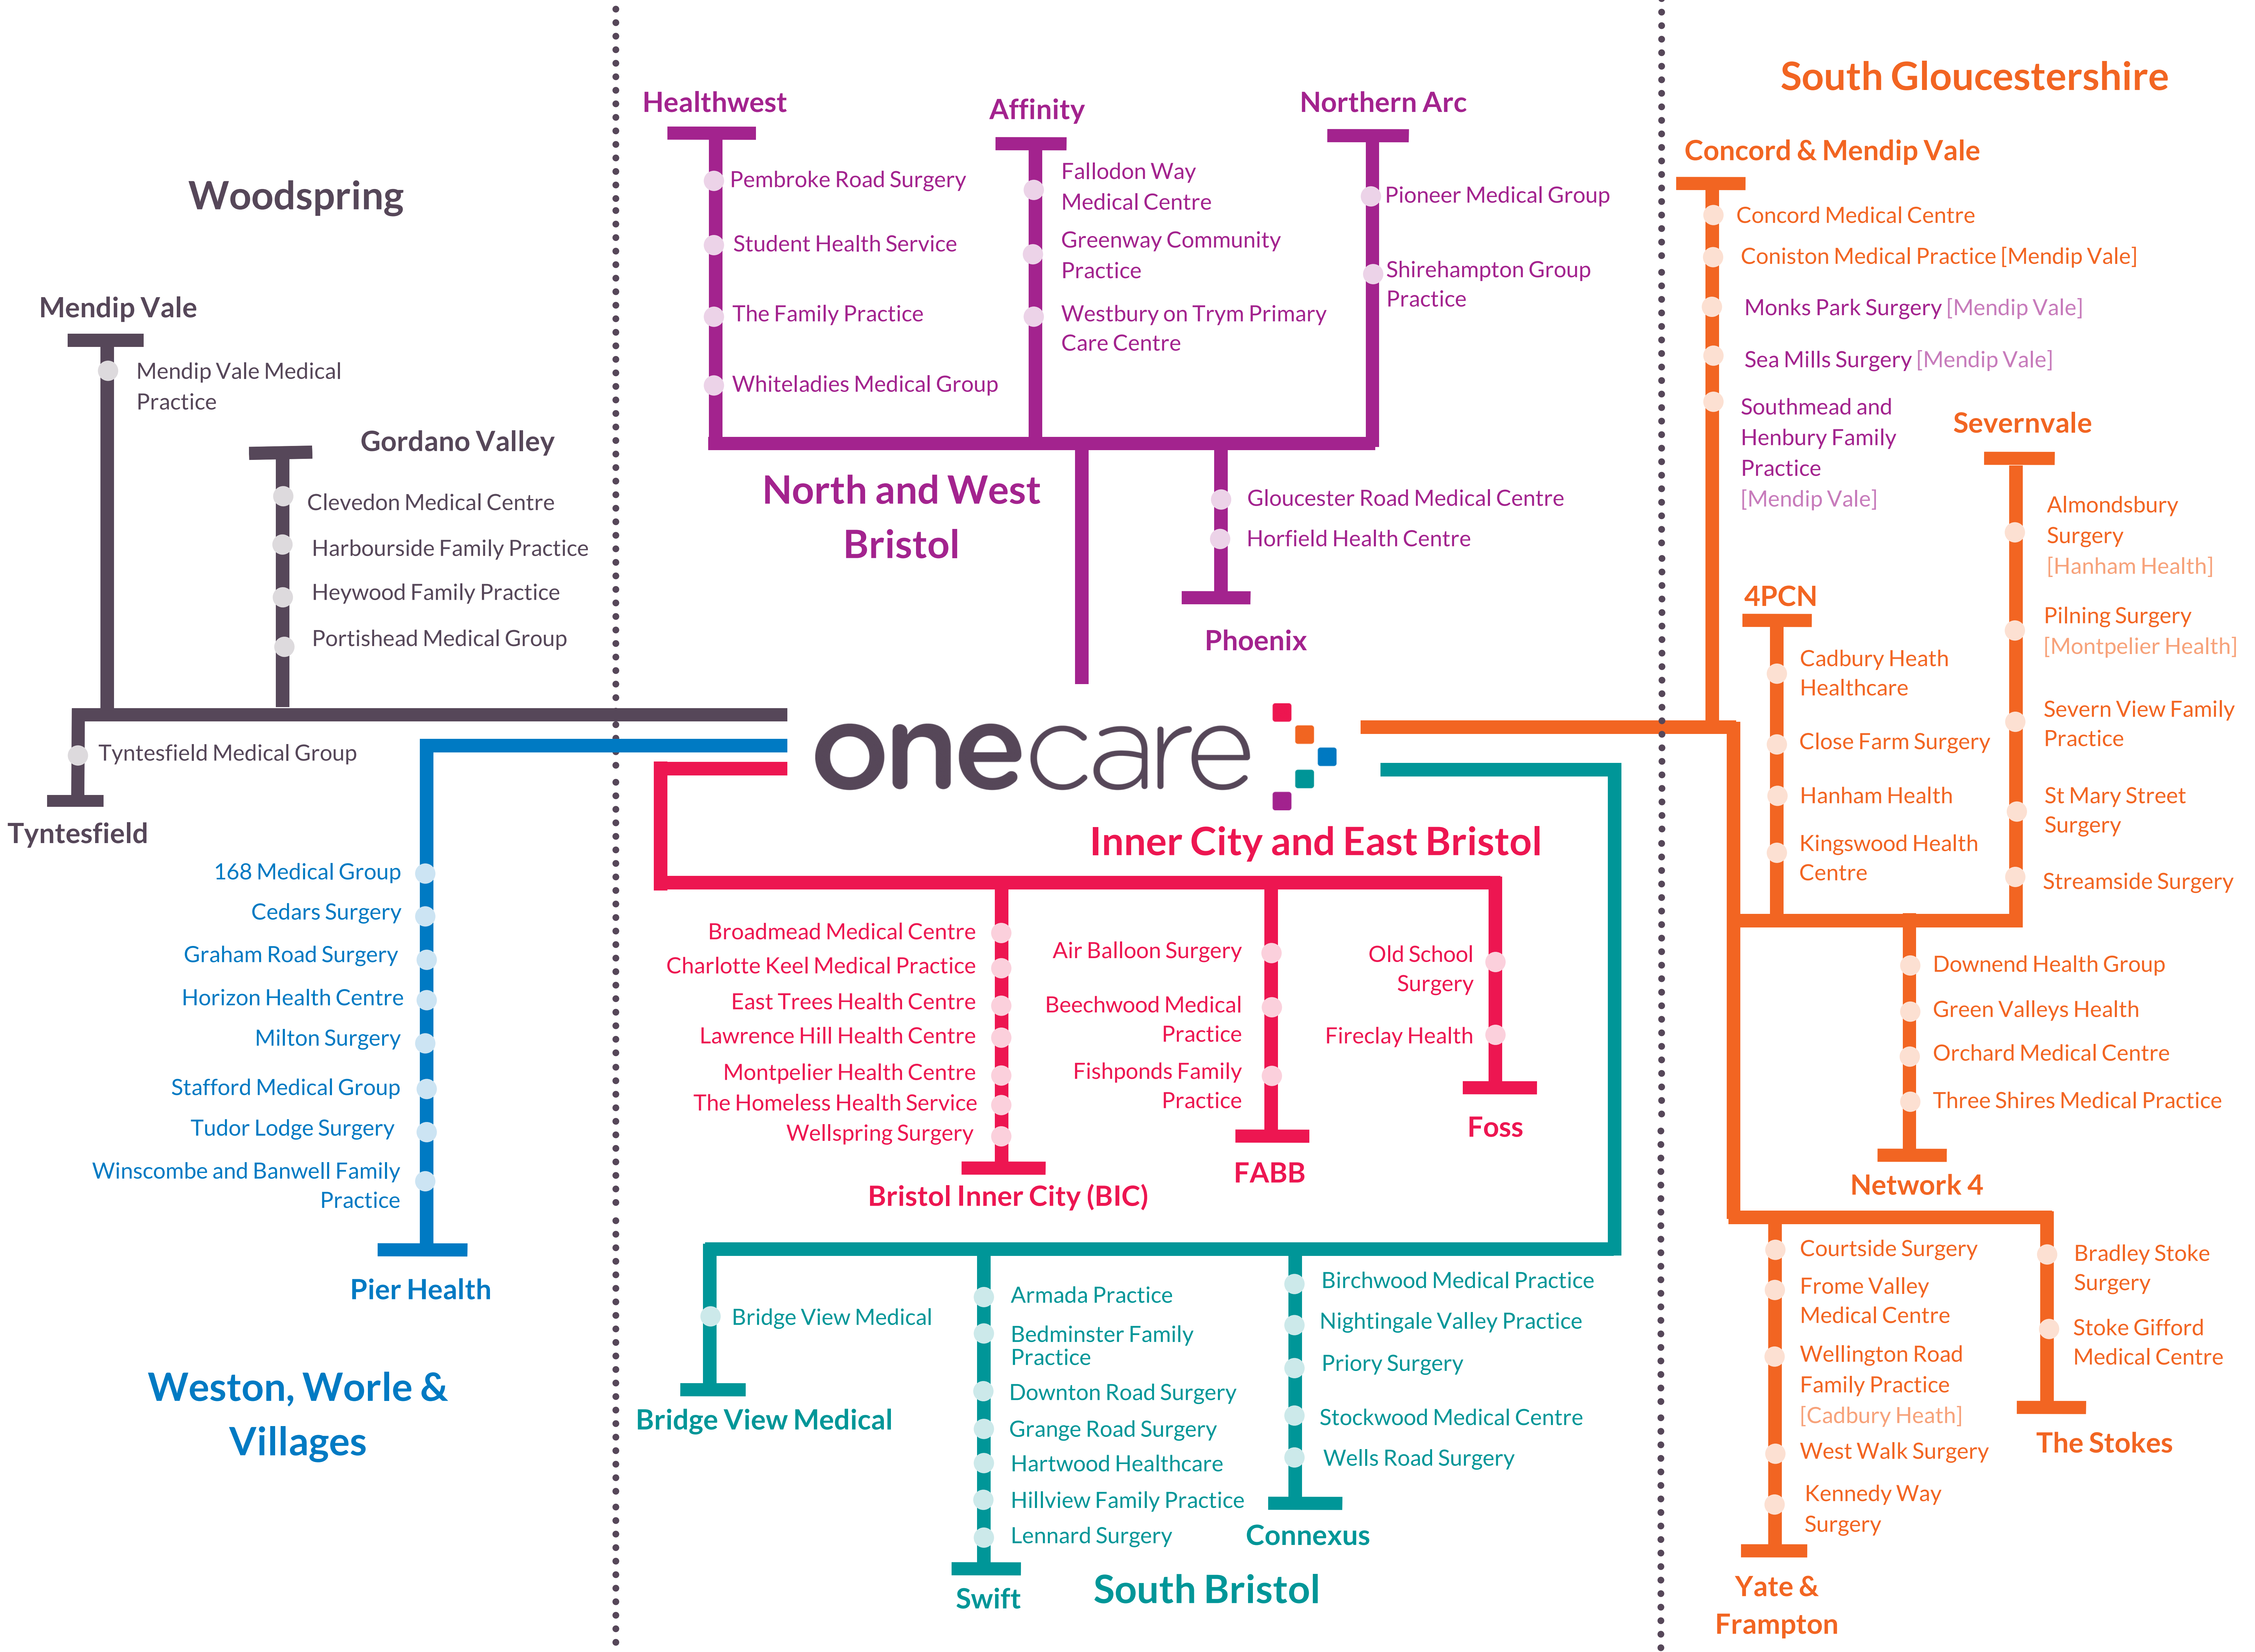 Woodspring
Mendip Vale
Mendip Vale Medical
Practice
Gordano Valley
Clevedon Medical Centre
Harbourside Family Practice
Heywood Family Practice
Portishead Medical Group
Tyntesfield Medical Group
Tyntesfield
168 Medical Group
Cedars Surgery
Graham Road Surgery
Horizon Health Centre
Milton Surgery
Stafford Medical Group
Tudor Lodge Surgery
Winscombe and Banwell Family
Practice
Pier Health
Weston, Worle &
Villages
Healthwest
Pembroke Road Surgery
Student Health Service
The Family Practice
Whiteladies Medical Group
Affinity
Fallodon Way
Medical Centre
Greenway Community
Practice
Westbury on Trym Primary
Care Centre
Northern Arc
Pioneer Medical Group
Shirehampton Group
Practice
North and West
Bristol
Gloucester Road Medical Centre
Horfield Health Centre
Phoenix
onecare
Inner City and East Bristol
Broadmead Medical Centre
Charlotte Keel Medical Practice
East Trees Health Centre
Lawrence Hill Health Centre
Montpelier Health Centre
The Homeless Health Service
Wellspring Surgery
Bristol Inner City (BIC)
Air Balloon Surgery
Beechwood Medical
Practice
Fishponds Family
Practice
FABB
Old School
Surgery
Fireclay Health
Foss
Bridge View Medical
Bridge View Medical
Armada Practice
Bedminster Family
Practice
Downton Road Surgery
Grange Road Surgery
Hartwood Healthcare
Hillview Family Practice
Lennard Surgery
Swift
Birchwood Medical Practice
Nightingale Valley Practice
Priory Surgery
Stockwood Medical Centre
Wells Road Surgery
Connexus
South Bristol
South Gloucestershire
Concord & Mendip Vale
Concord Medical Centre
Coniston Medical Practice [Mendip Vale]
Monks Park Surgery [Mendip Vale]
Sea Mills Surgery [Mendip Vale]
Southmead and
Henbury Family
Practice
[Mendip Vale]
Severnvale
Almondsbury
Surgery
[Hanham Health]
Pilning Surgery
[Montpelier Health]
Severn View Family
Practice
St Mary Street
Surgery
Streamside Surgery
4PCN
Cadbury Heath
Healthcare
Close Farm Surgery
Hanham Health
Kingswood Health
Centre
Downend Health Group
Green Valleys Health
Orchard Medical Centre
Three Shires Medical Practice
Network 4
Courtside Surgery
Frome Valley
Medical Centre
Wellington Road
Family Practice
[Cadbury Heath]
West Walk Surgery
Kennedy Way
Surgery
Yate &
Frampton
Bradley Stoke
Surgery
Stoke Gifford
Medical Centre
The Stokes